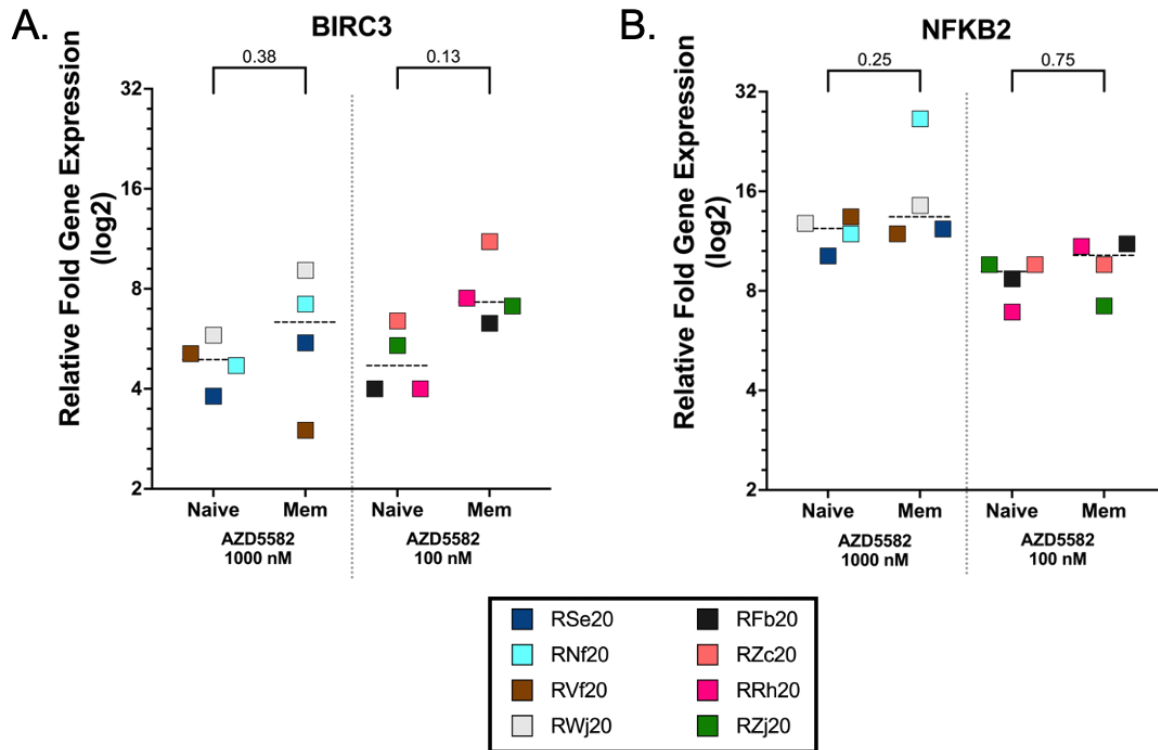 A.
BIRC3
0.38
0.13
Relative Fold Gene Expression
(log2)
32
16
8
4
2
Naive Mem Naive Mem
AZD5582
1000 nM
AZD5582
100 nM
B.
NFKB2
0.25
0.75
Relative Fold Gene Expression
(log2)
32
16
8
4
2
Naive Mem Naive Mem
AZD5582
1000 nM
AZD5582
100 nM
RSe20
RNf20
RVf20
RWj20
RFb20
RZc20
RRh20
RZj20